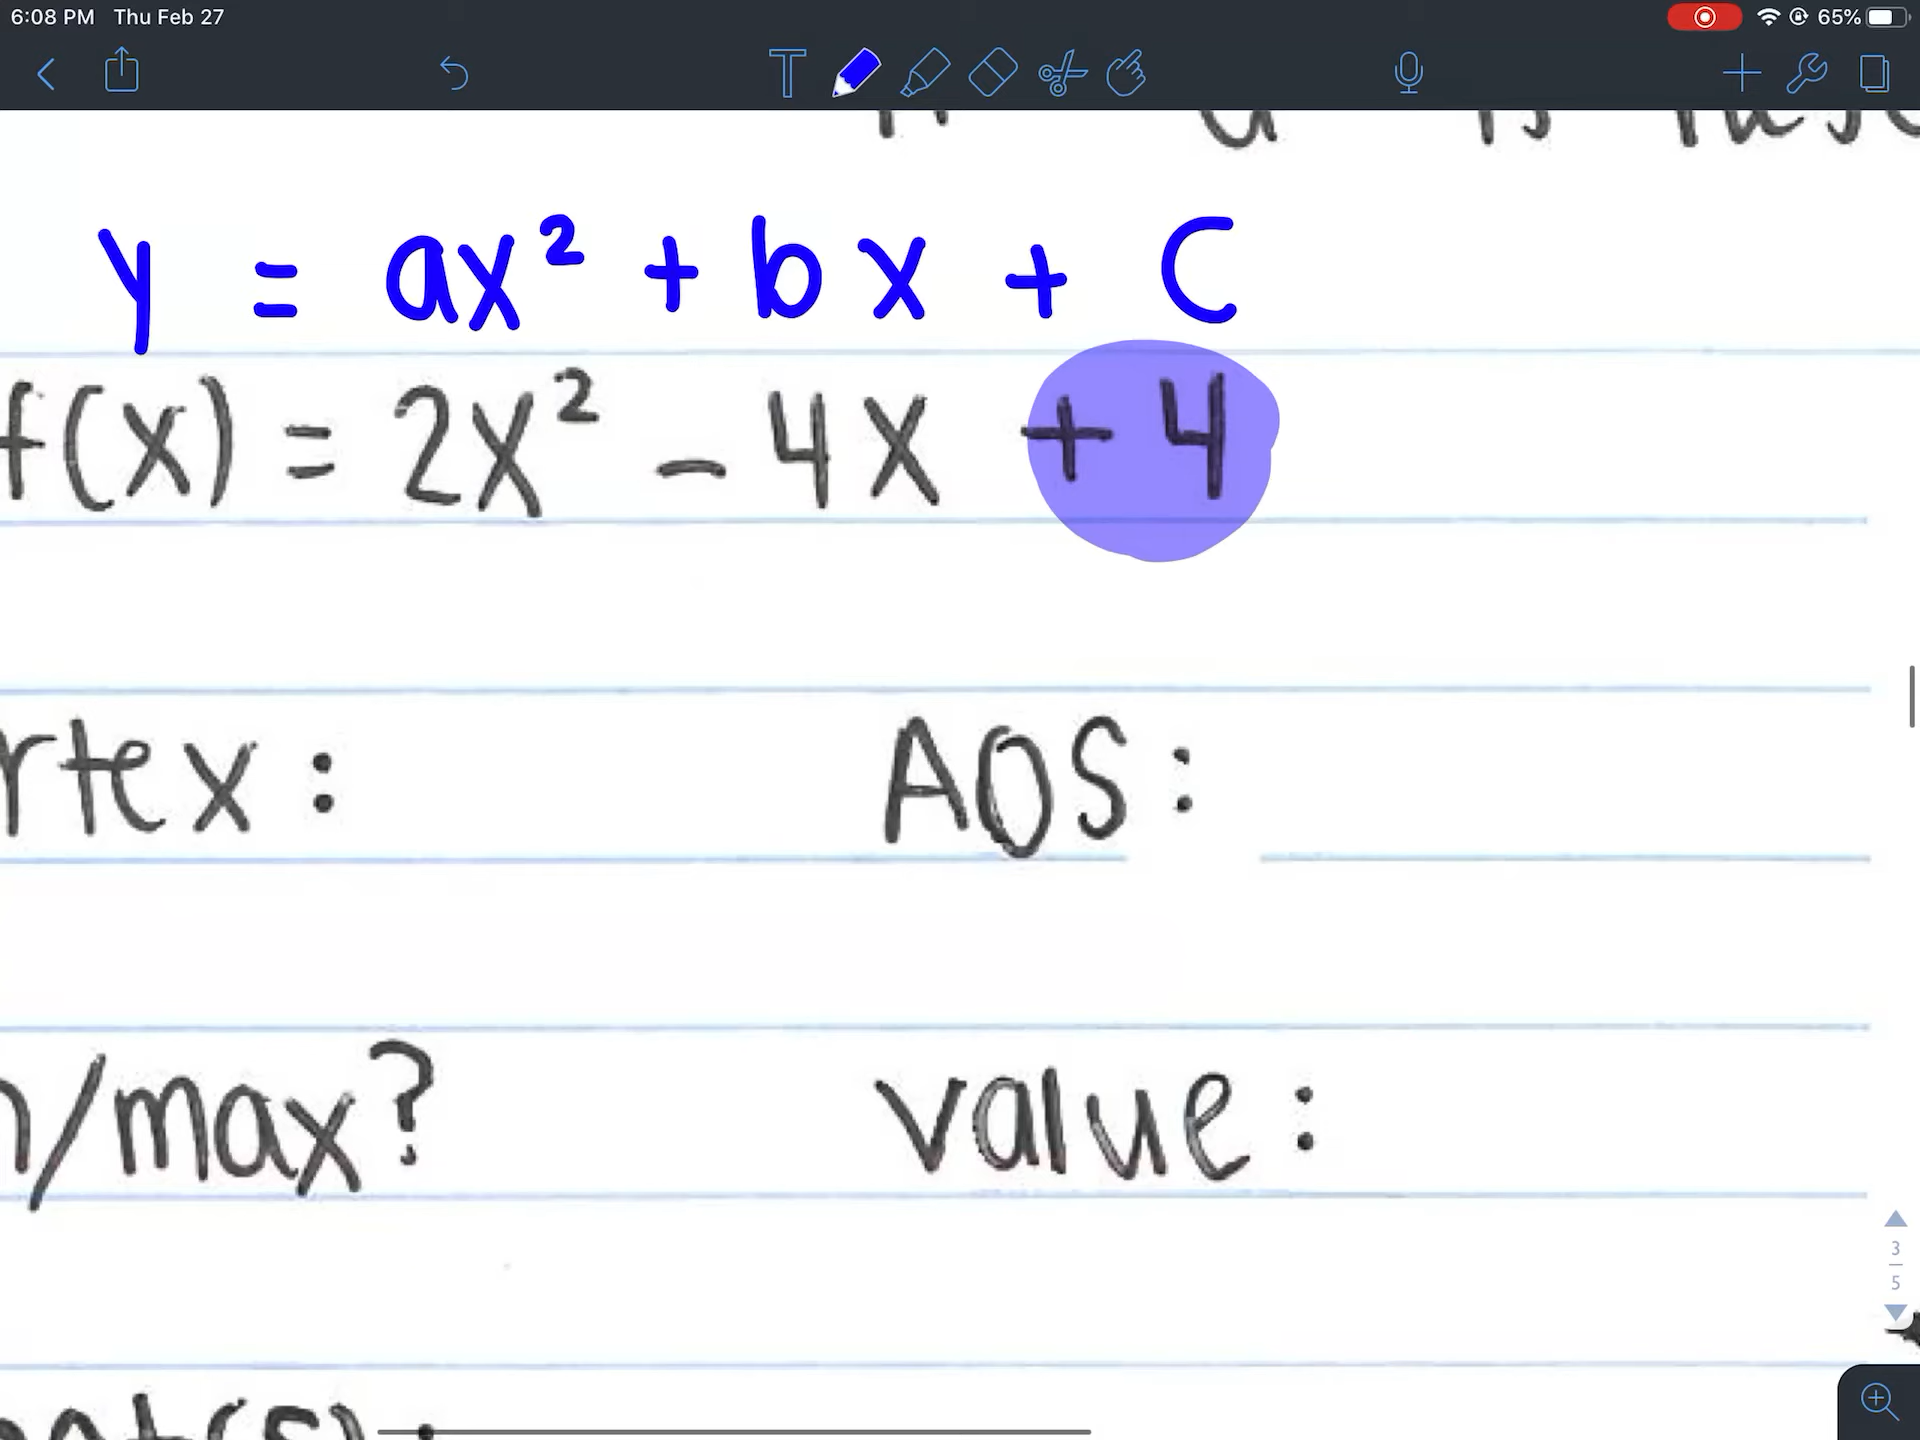 6:08 PM Thu Feb 27 65%
y = ax² + bx + c
f(x) = 2x² - 4x + 4
rtex: AOS:
/max? value:
3
5